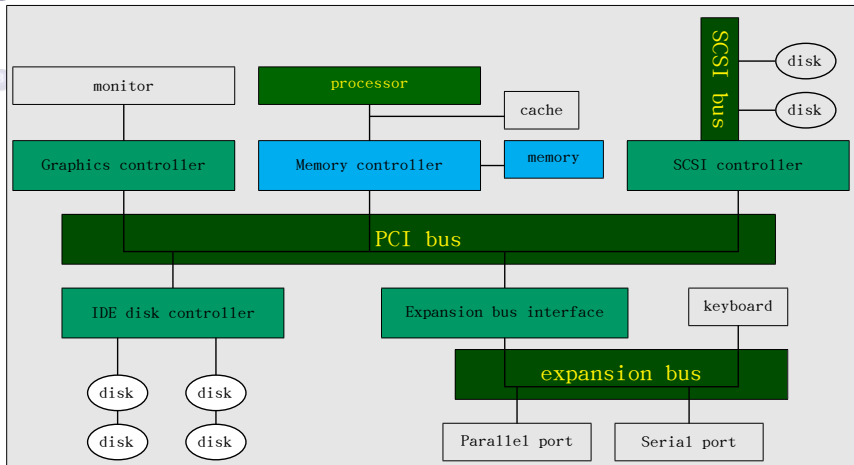 SCSI bus
disk
monitor
processor
cache
disk
Graphics controller
Memory controller
memory
SCSI controller
PCI bus
IDE disk controller
Expansion bus interface
keyboard
expansion bus
disk
disk
disk
disk
Parallel port
Serial port